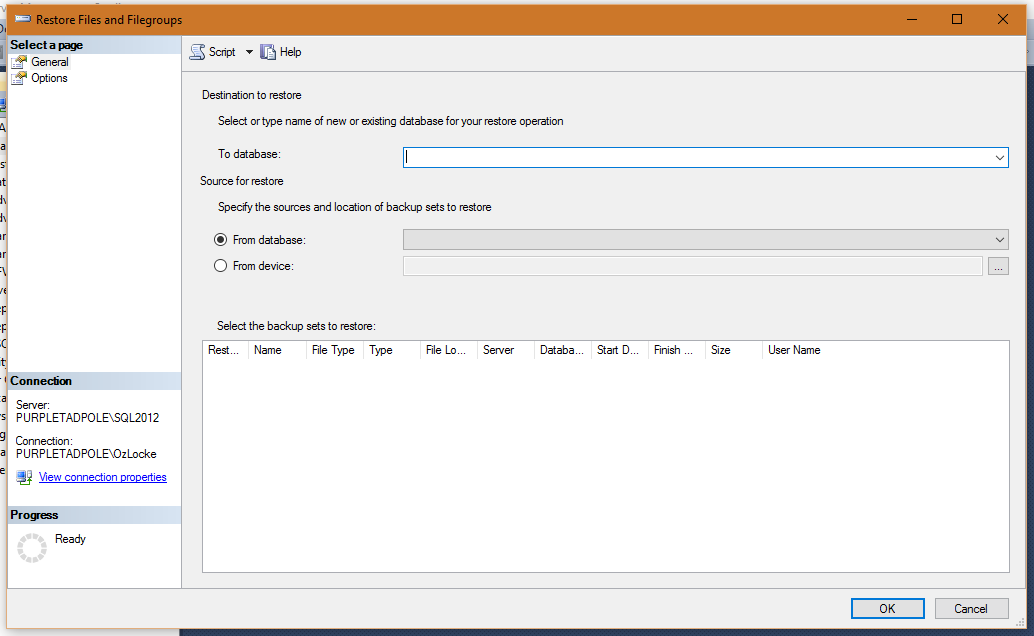 Restore Files and Filegroups
Select a page
General
Options
Script
Help
Destination to restore
Select or type name of new or existing database for your restore operation
To database:
Source for restore
Specify the sources and location of backup sets to restore
From database:
From device:
...
Select the backup sets to restore:
Rest... Name File Type Type File Lo... Server Databa... Start D... Finish ... Size User Name
Connection
Server:
PURPLETADPOLE\SQL2012
Connection:
PURPLETADPOLE\OzLocke
View connection properties
Progress
Ready
OK
Cancel